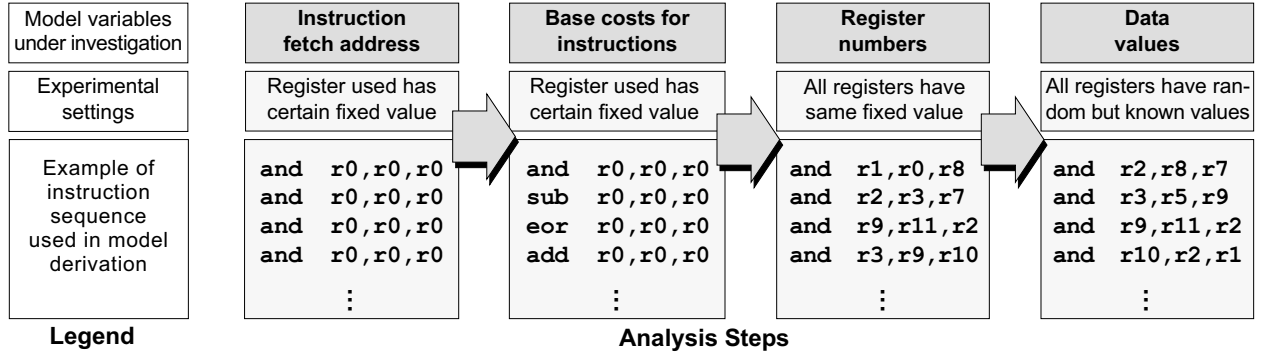 Model variables
under investigation
Instruction
fetch address
Base costs for
instructions
Register
numbers
Data
values
Experimental
settings
Register used has
certain fixed value
Register used has
certain fixed value
All registers have
same fixed value
All registers have ran-
dom but known values
Example of
instruction
sequence
used in model
derivation
and r0,r0,r0
and r0,r0,r0
and r0,r0,r0
and r0,r0,r0
⋮
and r0,r0,r0
sub r0,r0,r0
eor r0,r0,r0
add r0,r0,r0
⋮
and r1,r0,r8
and r2,r3,r7
and r9,r11,r2
and r3,r9,r10
⋮
and r2,r8,r7
and r3,r5,r9
and r9,r11,r2
and r10,r2,r1
⋮
Legend
Analysis Steps